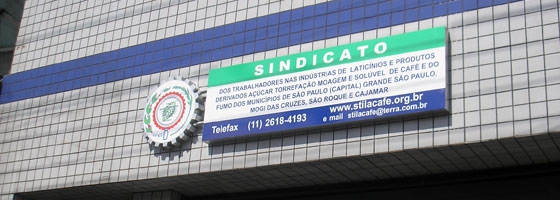 SINDICATO
DOS TRABALHADORES NAS INDÚSTRIAS DE LATICÍNIOS E PRODUTOS
DERIVADOS AÇÚCAR TORREFAÇÃO MOAGEM E SOLÚVEL DE CAFÉ E DO
FUMO DOS MUNICÍPIOS DE SÃO PAULO (CAPITAL) GRANDE SÃO PAULO.
MOGI DAS CRUZES, SÃO ROQUE E CAJAMAR
www.stilacafe.org.br
Telefax (11) 2618-4193 e mail stilacafe@terra.com.br